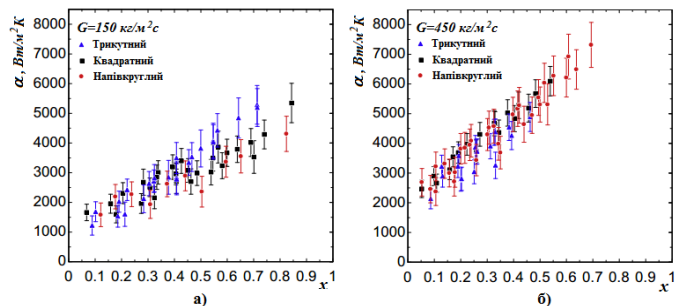 G=150 кг/м²с
Трикутний
Квадратний
Напівкруглий
α, Вт/м²К
8000
7000
6000
5000
4000
3000
2000
1000
0
0 0.1 0.2 0.3 0.4 0.5 0.6 0.7 0.8 0.9 1
x
а)
G=450 кг/м²с
Трикутний
Квадратний
Напівкруглий
α, Вт/м²К
8000
7000
6000
5000
4000
3000
2000
1000
0
0 0.1 0.2 0.3 0.4 0.5 0.6 0.7 0.8 0.9 1
x
б)